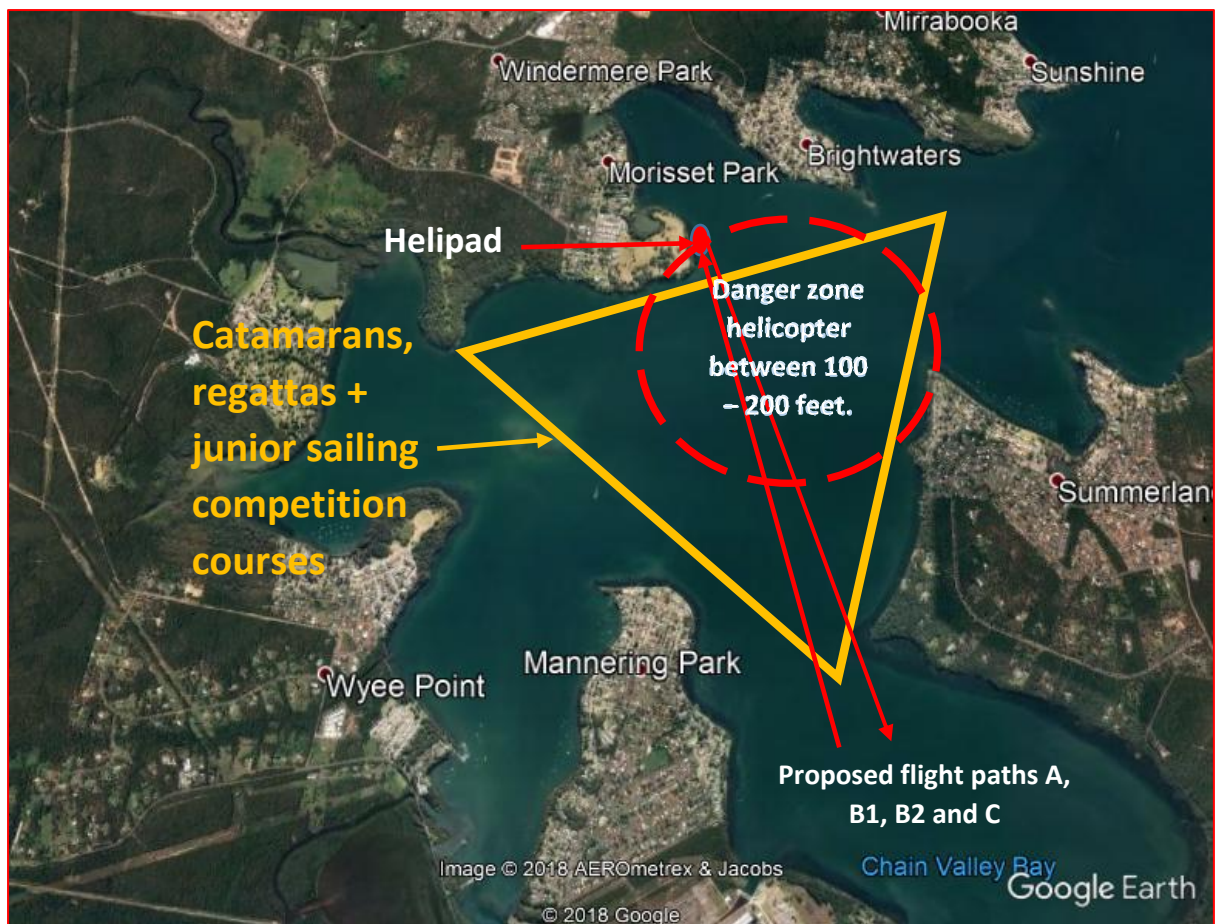 Mirrabooka
Windermere Park
Sunshine
Brightwaters
Morisset Park
Helipad
Danger zone
helicopter
between 100
– 200 feet.
Catamarans,
regattas +
junior sailing
competition
courses
Summerlan
Mannering Park
Wyee Point
Proposed flight paths A,
B1, B2 and C
Image © 2018 AEROmetrex & Jacobs
Chain Valley Bay
Google Earth
© 2018 Google